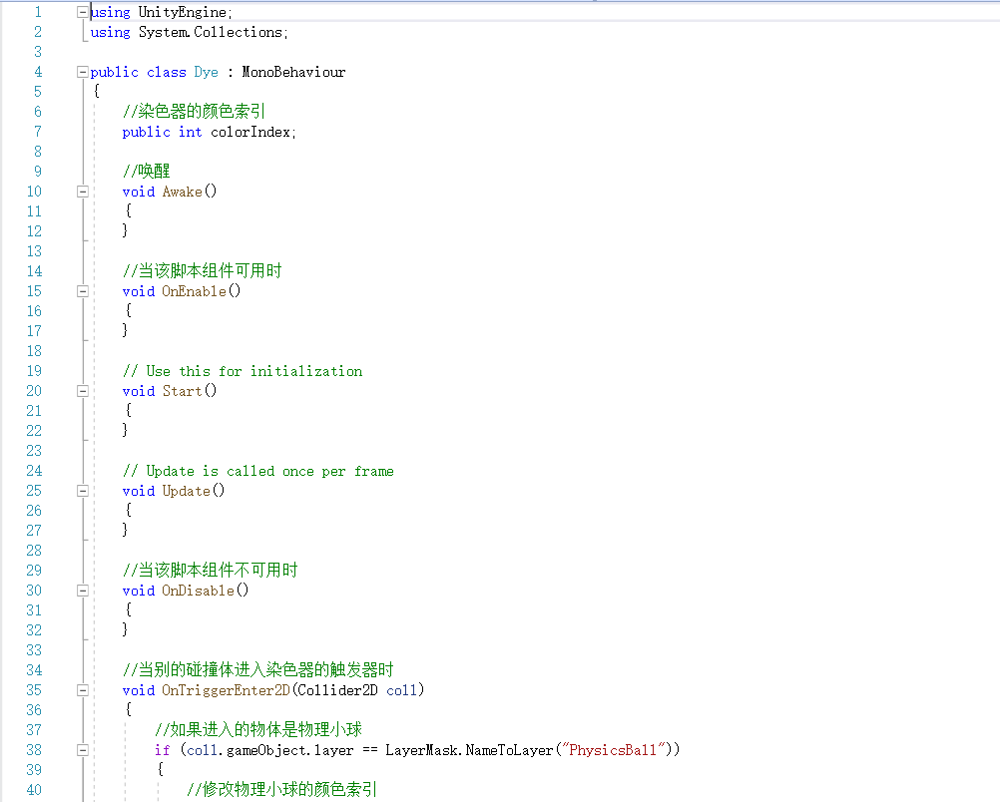 1 using UnityEngine;
2 using System.Collections;
3
4 public class Dye : MonoBehaviour
5 {
6 //染色器的颜色索引
7 public int colorIndex;
8
9 //唤醒
10 void Awake()
11 {
12 }
13
14 //当该脚本组件可用时
15 void OnEnable()
16 {
17 }
18
19 // Use this for initialization
20 void Start()
21 {
22 }
23
24 // Update is called once per frame
25 void Update()
26 {
27 }
28
29 //当该脚本组件不可用时
30 void OnDisable()
31 {
32 }
33
34 //当别的碰撞体进入染色器的触发器时
35 void OnTriggerEnter2D(Collider2D coll)
36 {
37 //如果进入的物体是物理小球
38 if (coll.gameObject.layer == LayerMask.NameToLayer("PhysicsBall"))
39 {
40 //修改物理小球的颜色索引